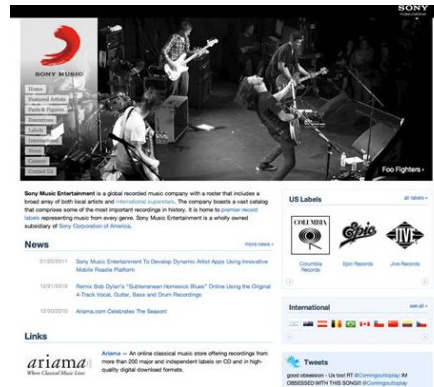 SONY
SONY MUSIC
Home
Featured Artists
Facts & Figures
Executives
Labels
International
News
Careers
Contact Us
Foo Fighters ›
Sony Music Entertainment is a global recorded music company with a roster that includes a
broad array of both local artists and international superstars. The company boasts a vast catalog
that comprises some of the most important recordings in history. It is home to premier record
labels representing music from every genre. Sony Music Entertainment is a wholly owned
subsidiary of Sony Corporation of America.
News
more news ›
01/20/2011 Sony Music Entertainment To Develop Dynamic Artist Apps Using Innovative
Mobile Roadie Platform
12/21/2010 Remix Bob Dylan's "Subterranean Homesick Blues" Online Using the Original
4-Track Vocal, Guitar, Bass and Drum Recordings
12/20/2010 Ariama.com Celebrates The Season!
Links
ariama
Where Classical Music Lives
Ariama — An online classical music store offering recordings
from more than 200 major and independent labels on CD and in high-
quality digital download formats.
US Labels
all labels ›
COLUMBIA
Epic
JIVE
Columbia
Records
Epic Records
Jive Records
International
see all ›
Tweets
good obsession - Us too! RT @Comingouttoplay: IM
OBSESSED WITH THIS SONG!!! @Comingouttoplay